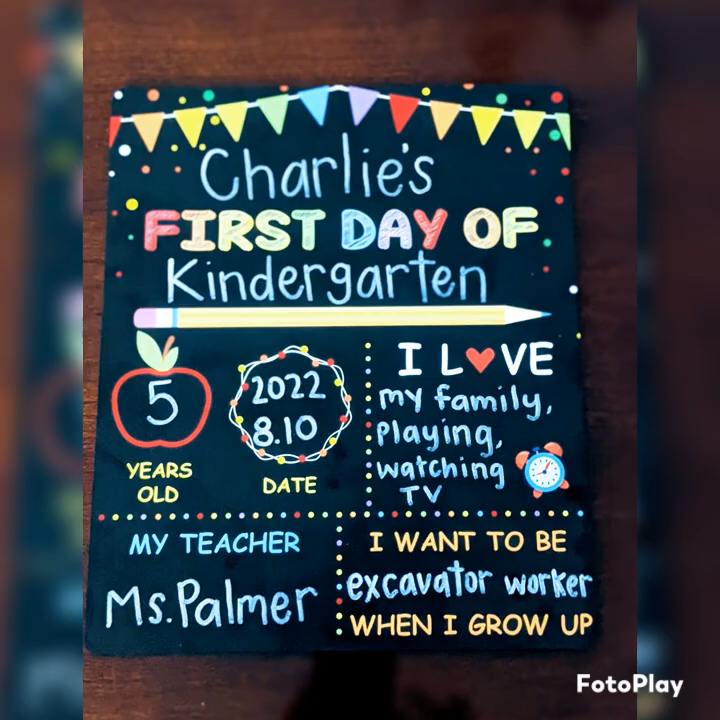 Charlie's
FIRST DAY OF
Kindergarten
5
YEARS
OLD
2022
8.10
DATE
I L♥VE
my family,
Playing,
watching
TV
MY TEACHER
Ms. Palmer
I WANT TO BE
excavator worker
WHEN I GROW UP
FotoPlay